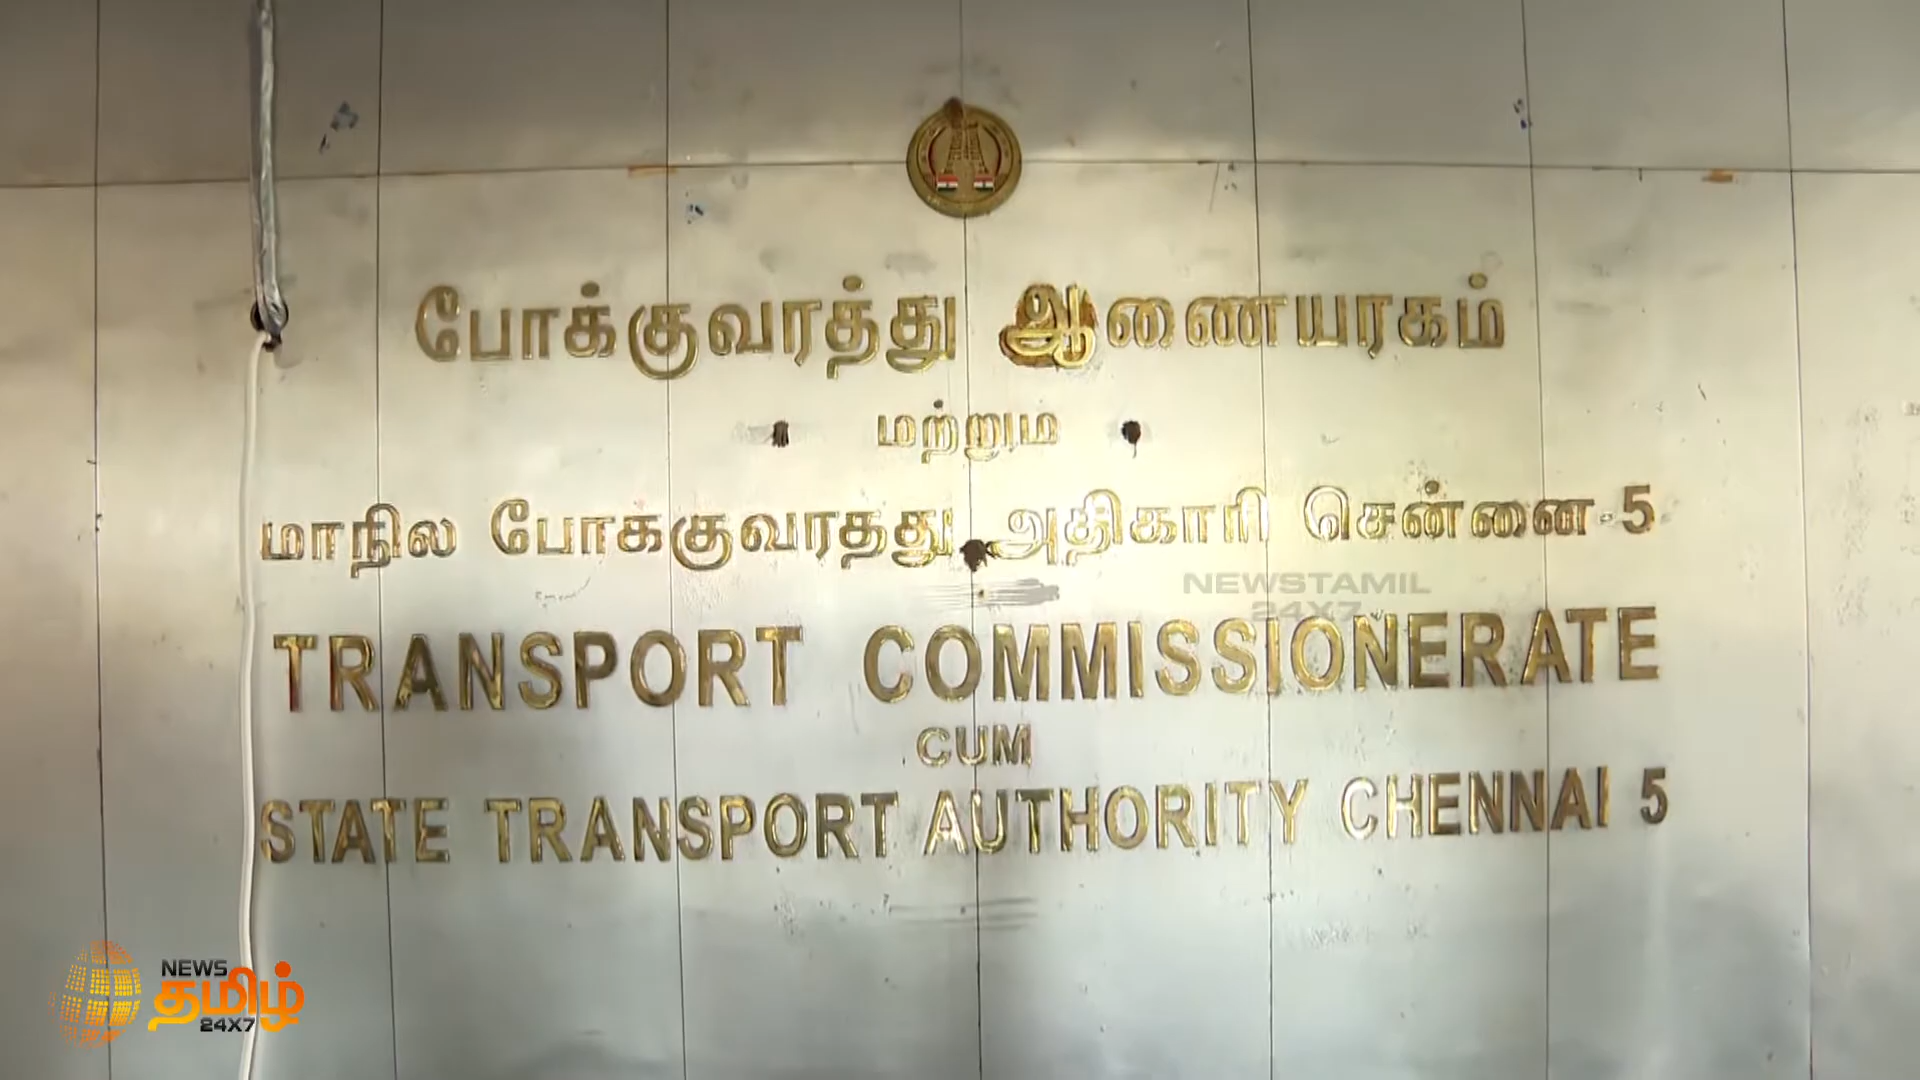 போக்குவரத்து ஆணையரகம்
மற்றும
மாநில போககுவரதது அதிகாரி சென்னை-5
NEWSTAMIL
24X7
TRANSPORT COMMISSIONERATE
CUM
STATE TRANSPORT AUTHORITY CHENNAI 5
NEWS
தமிழ்
24X7